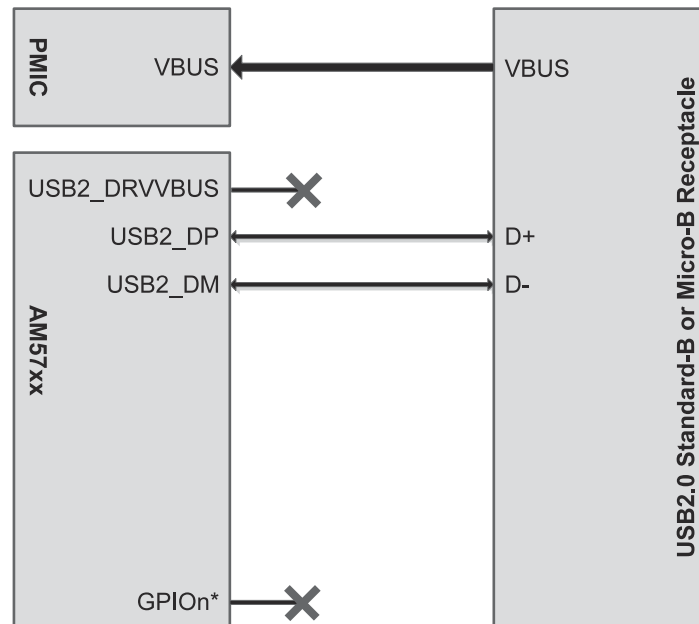 PMIC
VBUS
VBUS
USB2_DRVVBUS
USB2_DP
D+
USB2_DM
D-
AM57xx
USB2.0 Standard-B or Micro-B Receptacle
GPIOn*